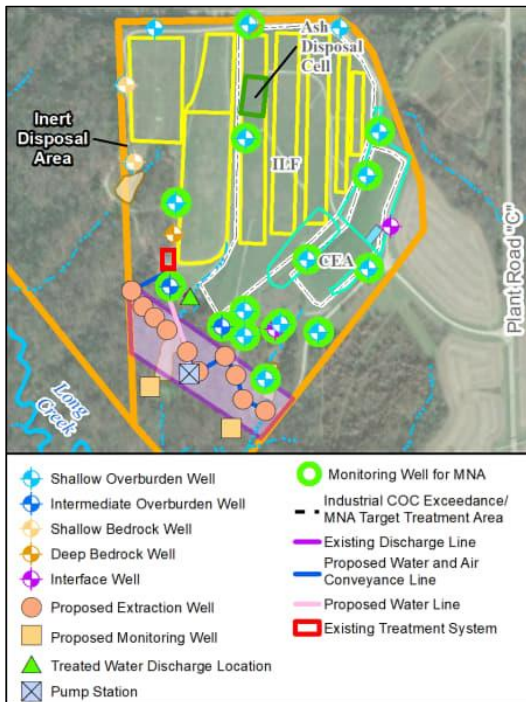 Ash
Disposal
Cell
Inert
Disposal
Area
ILF
CEA
Plant Road "C"
Long
Creek
Shallow Overburden Well
Intermediate Overburden Well
Shallow Bedrock Well
Deep Bedrock Well
Interface Well
Proposed Extraction Well
Proposed Monitoring Well
Treated Water Discharge Location
Pump Station
Monitoring Well for MNA
Industrial COC Exceedance/
MNA Target Treatment Area
Existing Discharge Line
Proposed Water and Air
Conveyance Line
Proposed Water Line
Existing Treatment System